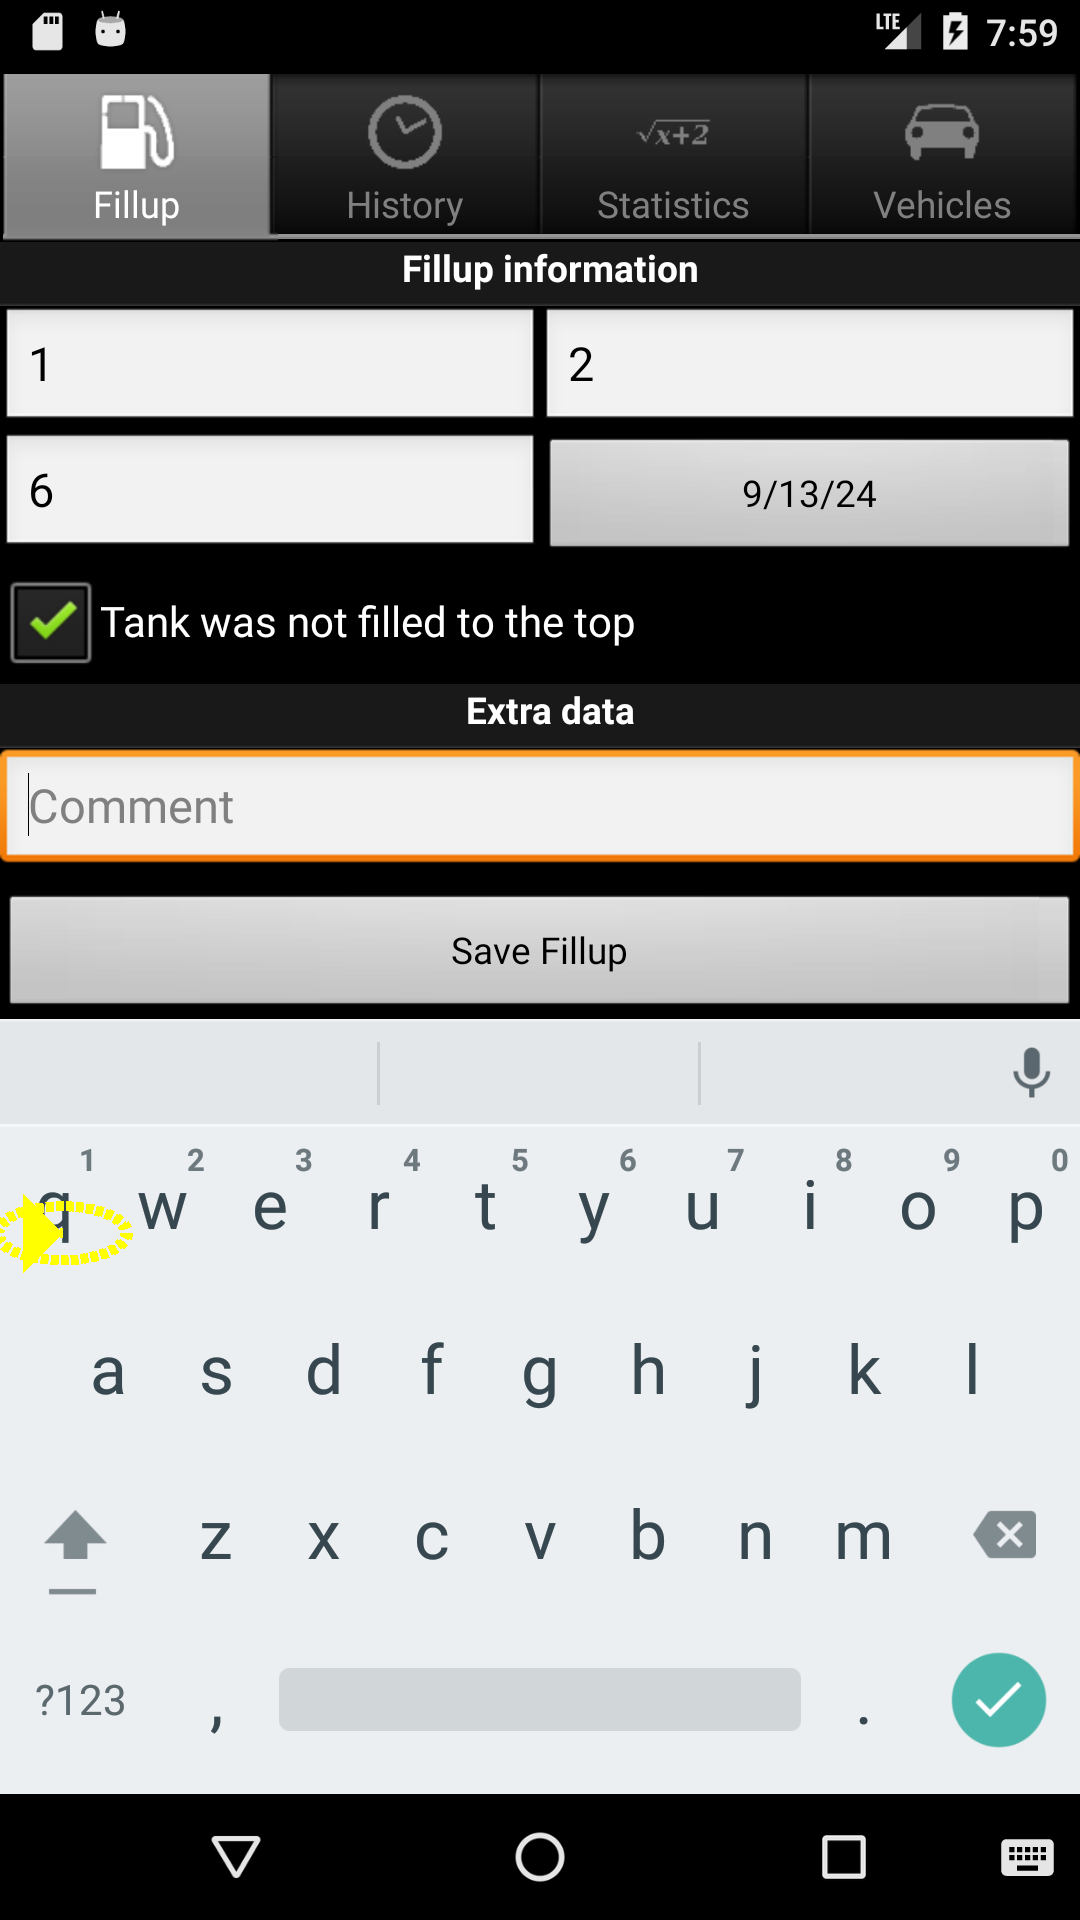 LTE 7:59
Fillup History √x+2 Statistics Vehicles
Fillup information
1 2
6 9/13/24
Tank was not filled to the top
Extra data
Comment
Save Fillup
1 2 3 4 5 6 7 8 9 0
q w e r t y u i o p
a s d f g h j k l
z x c v b n m
?123 , .